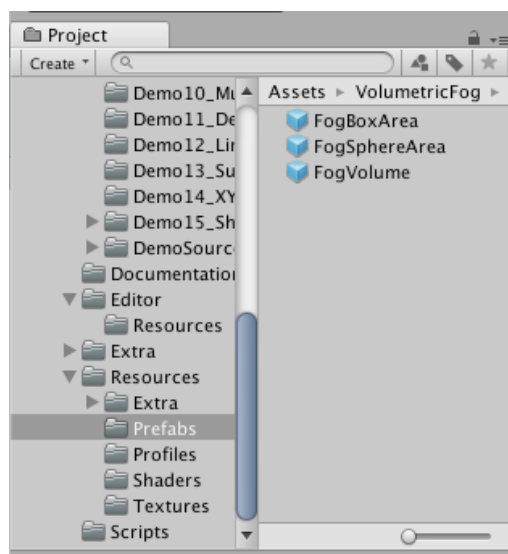 Project
Create
Demo10_Mu
Demo11_De
Demo12_Lir
Demo13_Su
Demo14_XY
Demo15_Sh
DemoSourc
Documentation
Editor
Resources
Extra
Resources
Extra
Prefabs
Profiles
Shaders
Textures
Scripts
Assets VolumetricFog
FogBoxArea
FogSphereArea
FogVolume